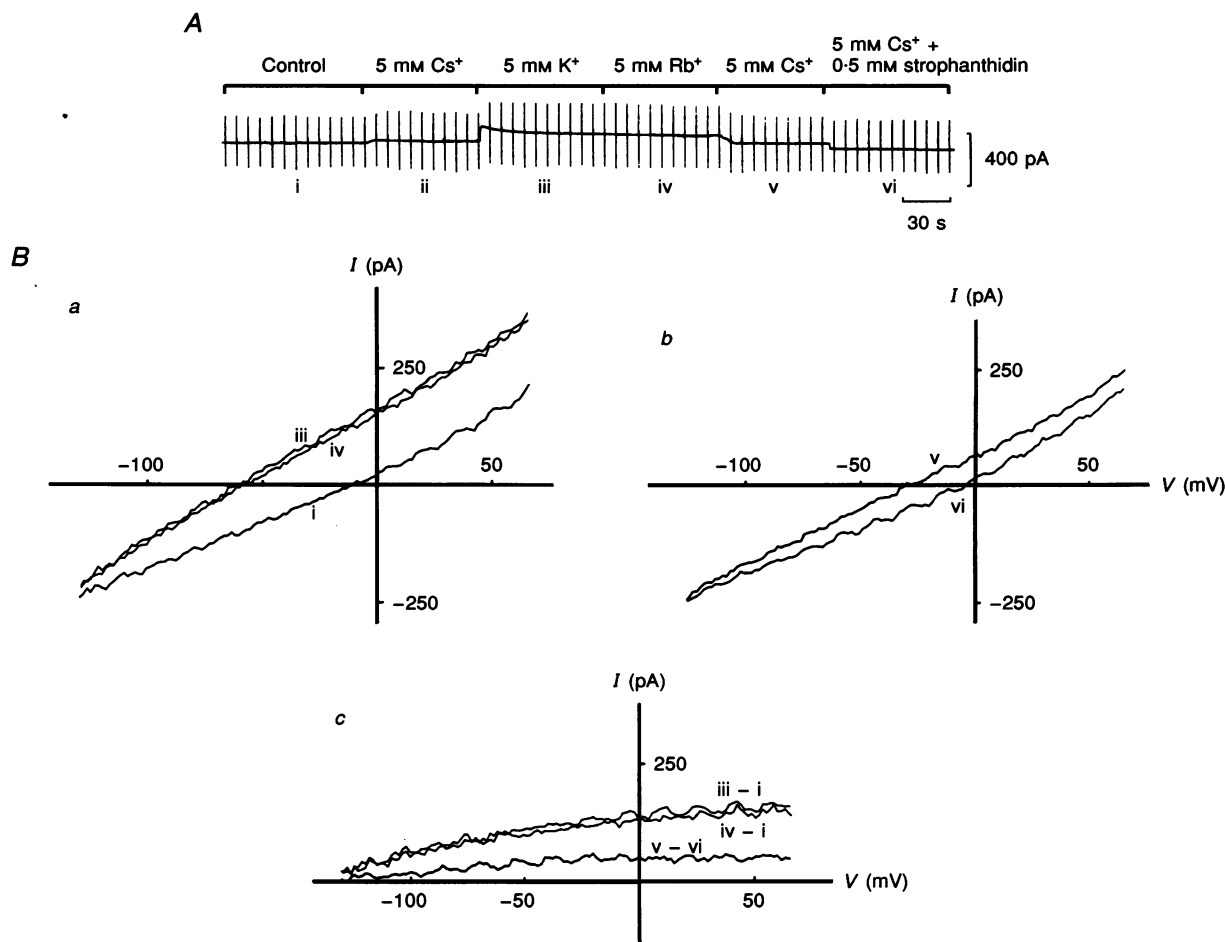 A
Control
5 mM Cs⁺
5 mM K⁺
5 mM Rb⁺
5 mM Cs⁺
5 mM Cs⁺ +
0·5 mM strophanthidin
i
ii
iii
iv
v
vi
400 pA
30 s
B
a
I (pA)
250
iii
iv
−100
50
i
−250
b
I (pA)
250
v
−100
−50
50
V (mV)
vi
−250
c
I (pA)
250
iii – i
iv – i
v – vi
−100
−50
50
V (mV)